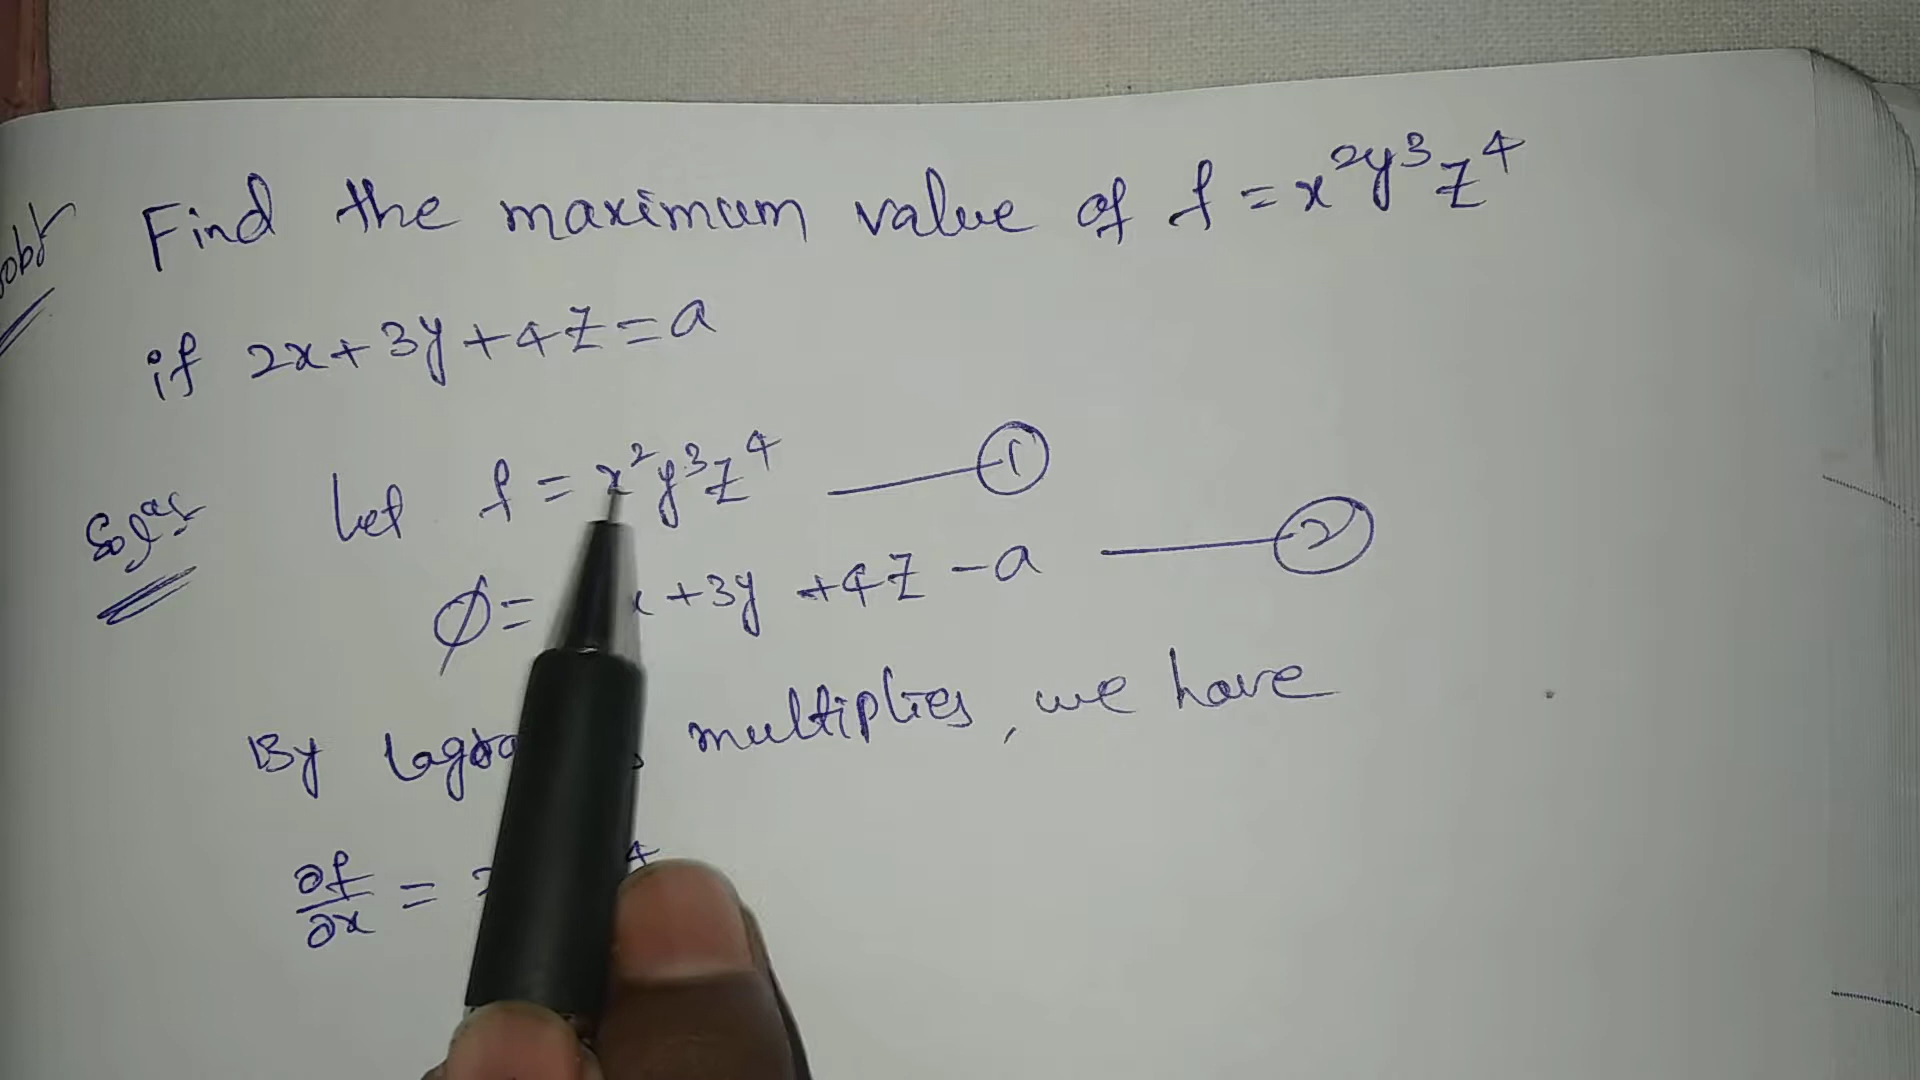 Find the maximum value of f = x²y³z⁴
if 2x+3y+4z=a
Let f = x²y³z⁴ — ①
φ = x +3y +4z -a — ②
By multiplies, we have
∂f/∂x =